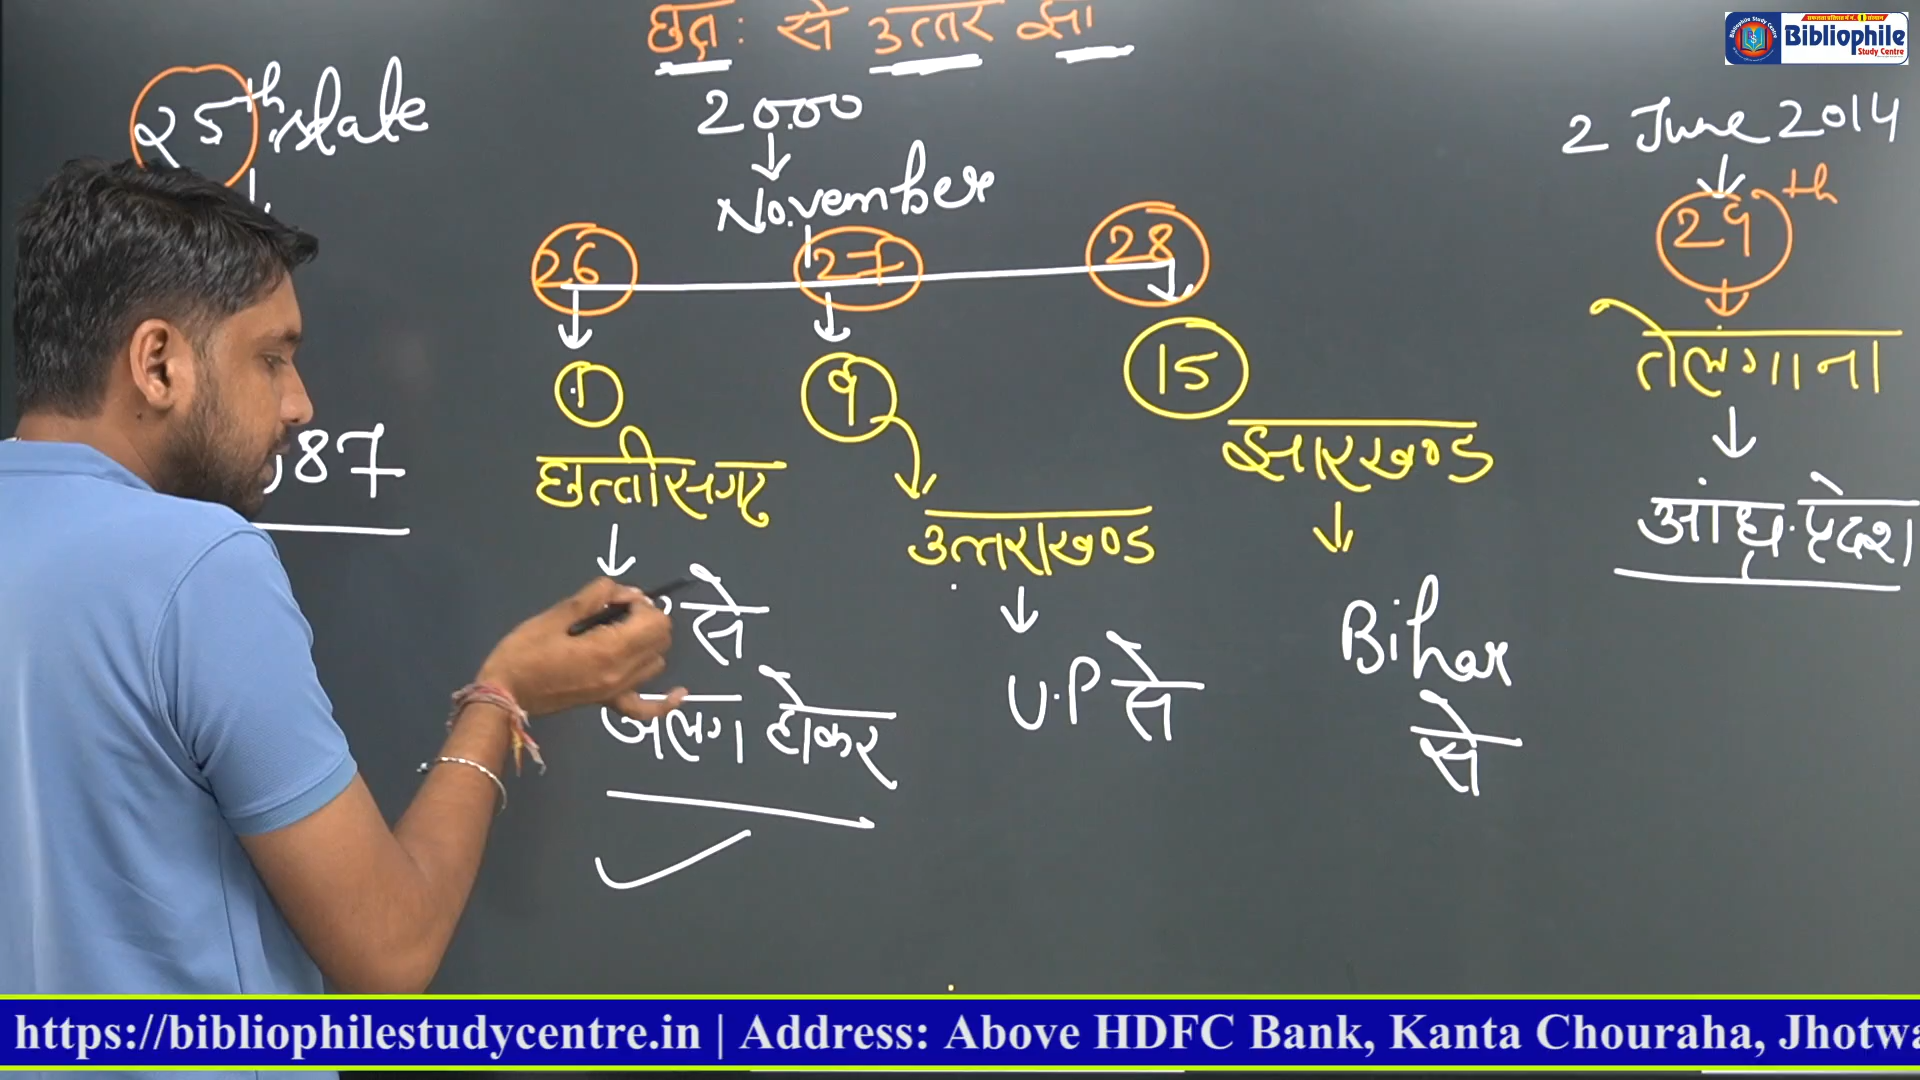 छत्त: से उत्तर झा
25th state
2000
November
26 27 28
1 9 15
छत्तीसगढ़
उत्तराखण्ड
झारखण्ड
से
अलग होकर
U.P से
Bihar
से
2 June 2014
29th
तेलंगाना
आंध्र प्रदेश
87
Bibliophile
Study Centre
https://bibliophilestudycentre.in | Address: Above HDFC Bank, Kanta Chouraha, Jhotwa